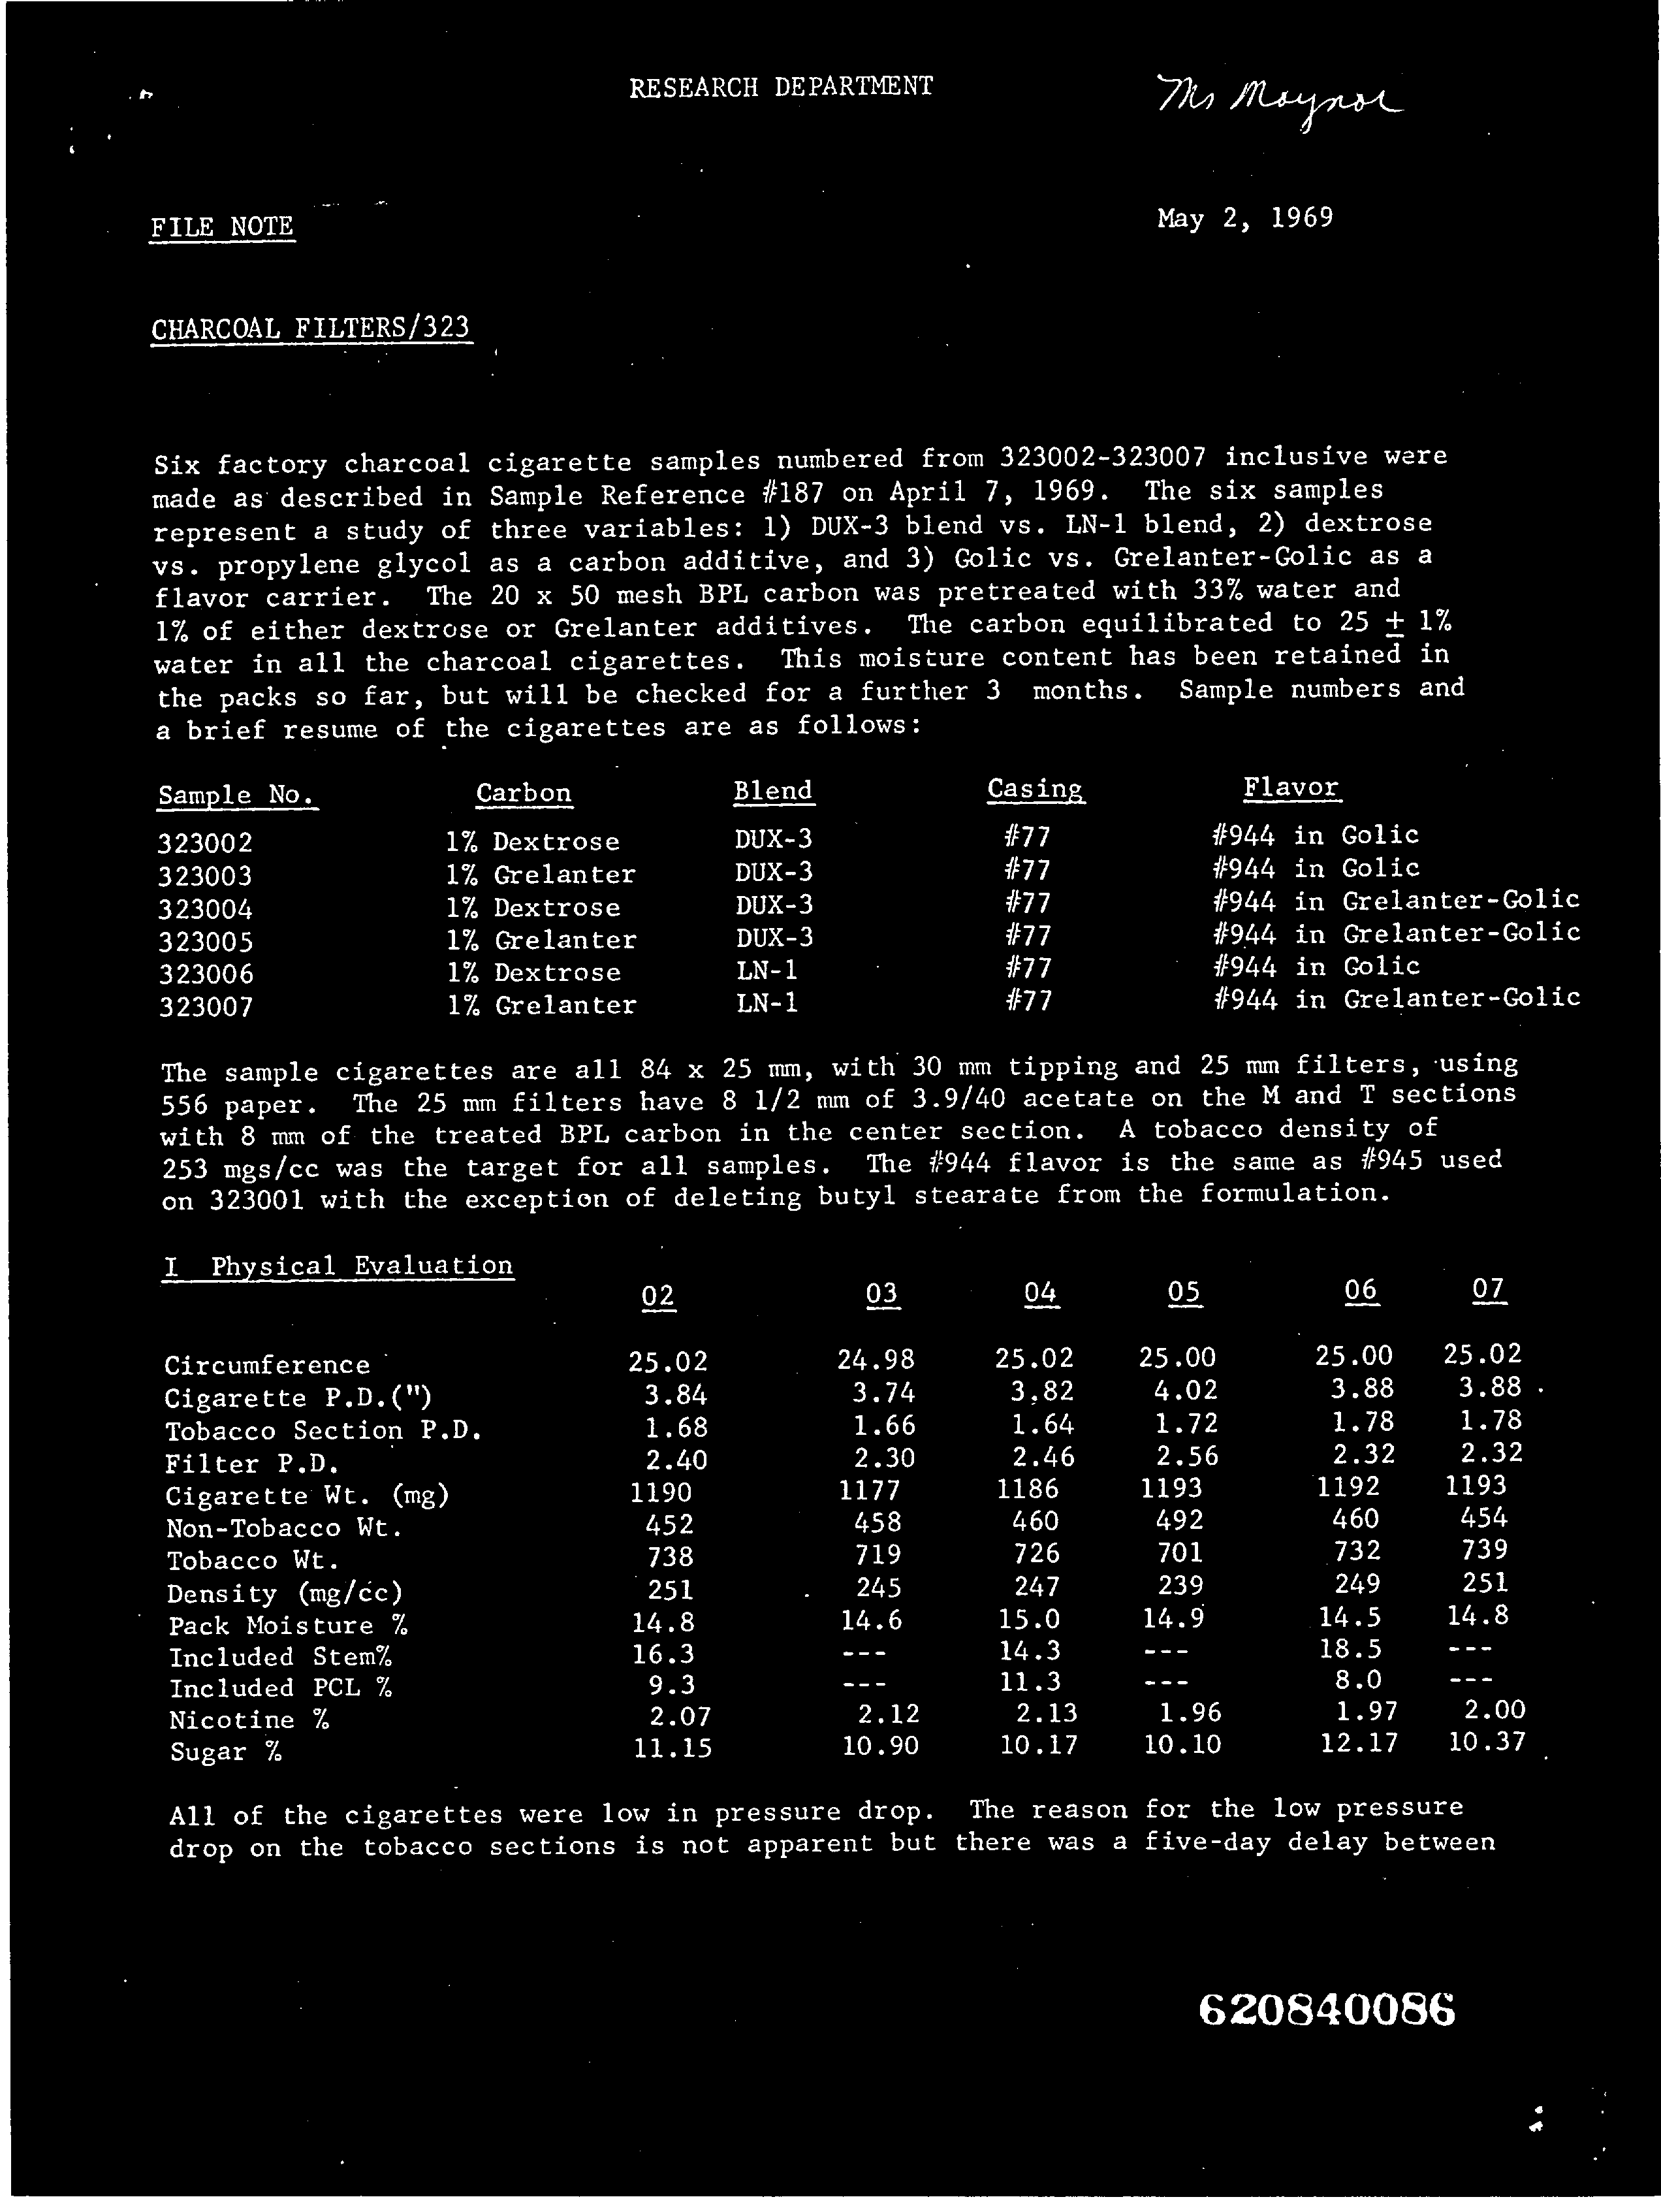 RESEARCH DEPARTMENT
Mr Maynor
FILE NOTE
May 2, 1969
CHARCOAL FILTERS/323
Six factory charcoal cigarette samples numbered from 323002-323007 inclusive were
made as described in Sample Reference #187 on April 7, 1969. The six samples
represent a study of three variables: 1) DUX-3 blend vs. LN-1 blend, 2) dextrose
vs. propylene glycol as a carbon additive, and 3) Golic vs. Grelanter-Golic as a
flavor carrier. The 20 x 50 mesh BPL carbon was pretreated with 33% water and
1% of either dextrose or Grelanter additives. The carbon equilibrated to 25 ± 1%
water in all the charcoal cigarettes. This moisture content has been retained in
the packs so far, but will be checked for a further 3 months. Sample numbers and
a brief resume of the cigarettes are as follows:
Sample No. Carbon Blend Casing Flavor
323002 1% Dextrose DUX-3 #77 #944 in Golic
323003 1% Grelanter DUX-3 #77 #944 in Golic
323004 1% Dextrose DUX-3 #77 #944 in Grelanter-Golic
323005 1% Grelanter DUX-3 #77 #944 in Grelanter-Golic
323006 1% Dextrose LN-1 #77 #944 in Golic
323007 1% Grelanter LN-1 #77 #944 in Grelanter-Golic
The sample cigarettes are all 84 x 25 mm, with 30 mm tipping and 25 mm filters, using
556 paper. The 25 mm filters have 8 1/2 mm of 3.9/40 acetate on the M and T sections
with 8 mm of the treated BPL carbon in the center section. A tobacco density of
253 mgs/cc was the target for all samples. The #944 flavor is the same as #945 used
on 323001 with the exception of deleting butyl stearate from the formulation.
I Physical Evaluation
02 03 04 05 06 07
Circumference 25.02 24.98 25.02 25.00 25.00 25.02
Cigarette P.D.(") 3.84 3.74 3.82 4.02 3.88 3.88
Tobacco Section P.D. 1.68 1.66 1.64 1.72 1.78 1.78
Filter P.D. 2.40 2.30 2.46 2.56 2.32 2.32
Cigarette Wt. (mg) 1190 1177 1186 1193 1192 1193
Non-Tobacco Wt. 452 458 460 492 460 454
Tobacco Wt. 738 719 726 701 732 739
Density (mg/cc) 251 245 247 239 249 251
Pack Moisture % 14.8 14.6 15.0 14.9 14.5 14.8
Included Stem% 16.3 --- 14.3 --- 18.5 ---
Included PCL % 9.3 --- 11.3 --- 8.0 ---
Nicotine % 2.07 2.12 2.13 1.96 1.97 2.00
Sugar % 11.15 10.90 10.17 10.10 12.17 10.37
All of the cigarettes were low in pressure drop. The reason for the low pressure
drop on the tobacco sections is not apparent but there was a five-day delay between
620840086